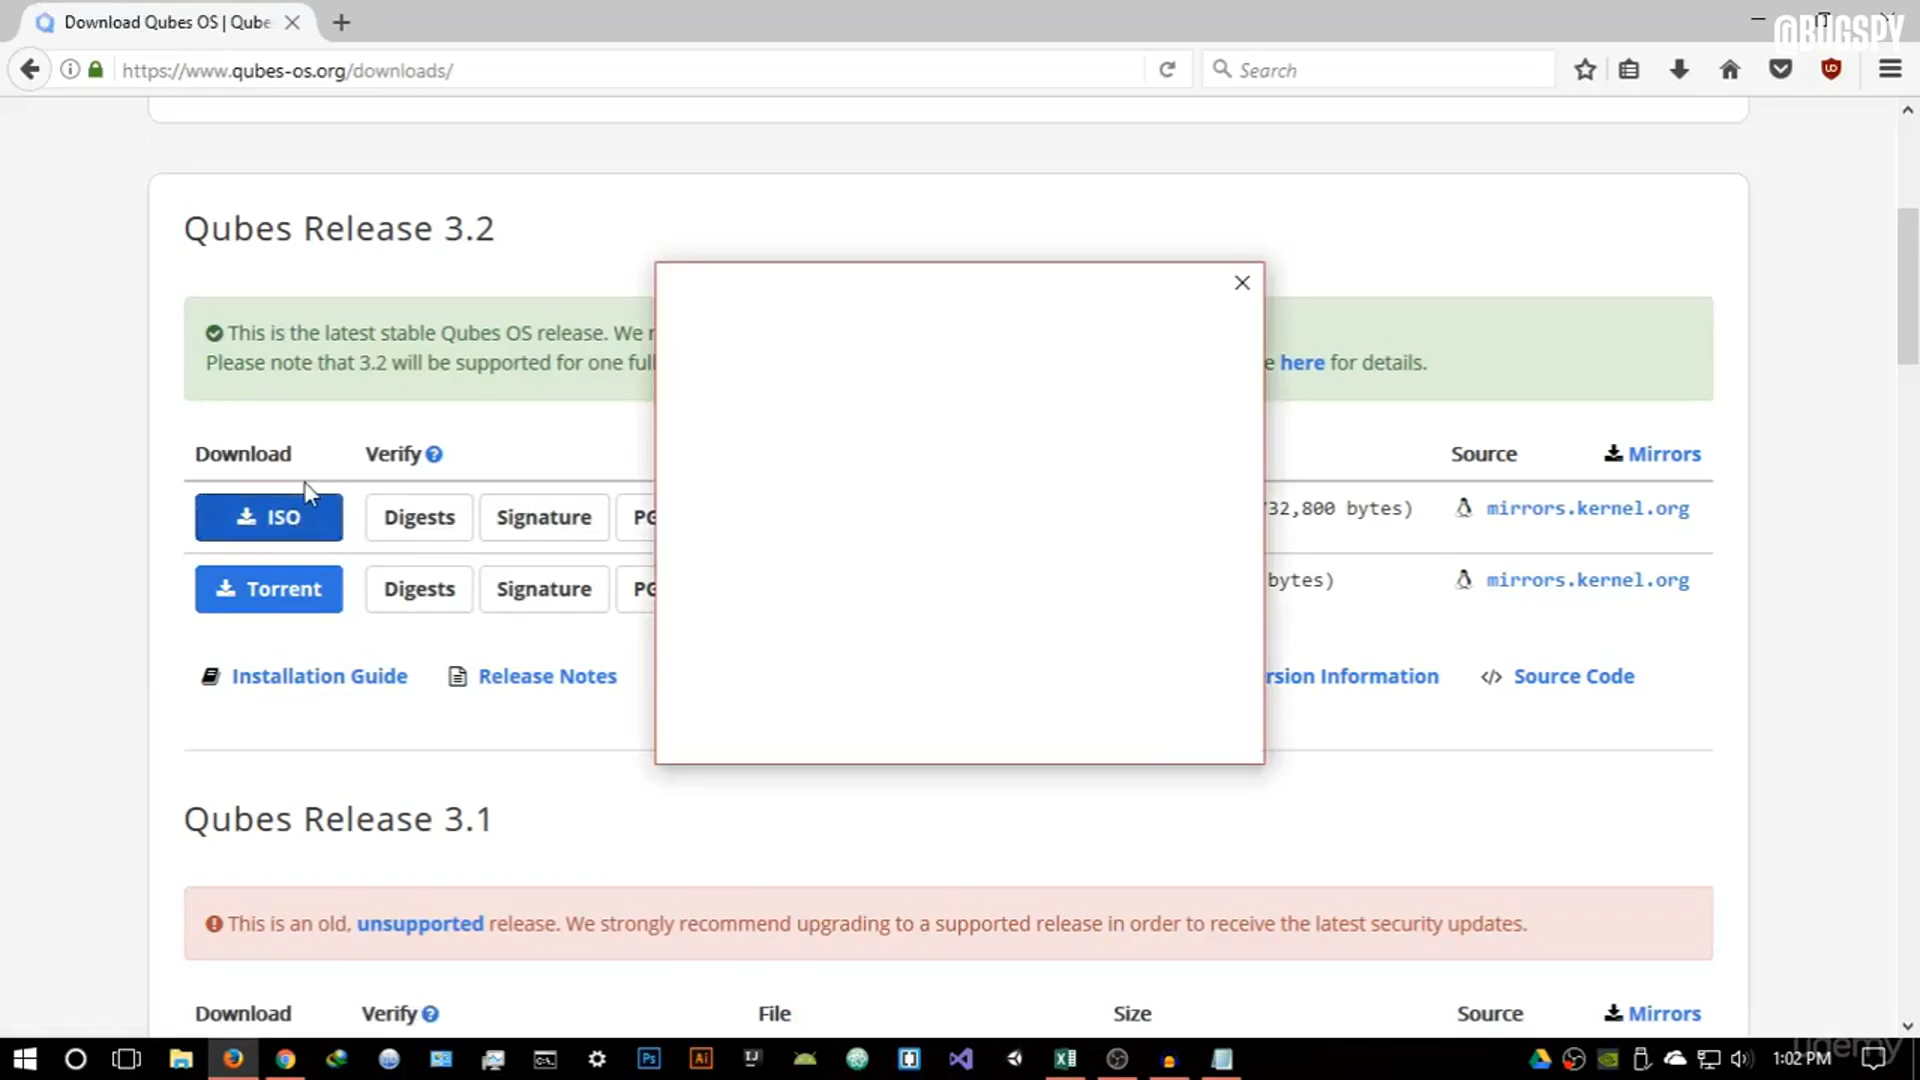 Download Qubes OS | Qube
@BUGSPY
https://www.qubes-os.org/downloads/
Search
Qubes Release 3.2
This is the latest stable Qubes OS release. We
Please note that 3.2 will be supported for one full
here for details.
Download Verify Source Mirrors
ISO Digests Signature 32,800 bytes) mirrors.kernel.org
Torrent Digests Signature bytes) mirrors.kernel.org
Installation Guide Release Notes rsion Information </> Source Code
Qubes Release 3.1
This is an old, unsupported release. We strongly recommend upgrading to a supported release in order to receive the latest security updates.
Download Verify File Size Source Mirrors
Ps Ai IJ
1:02 PM
udemy